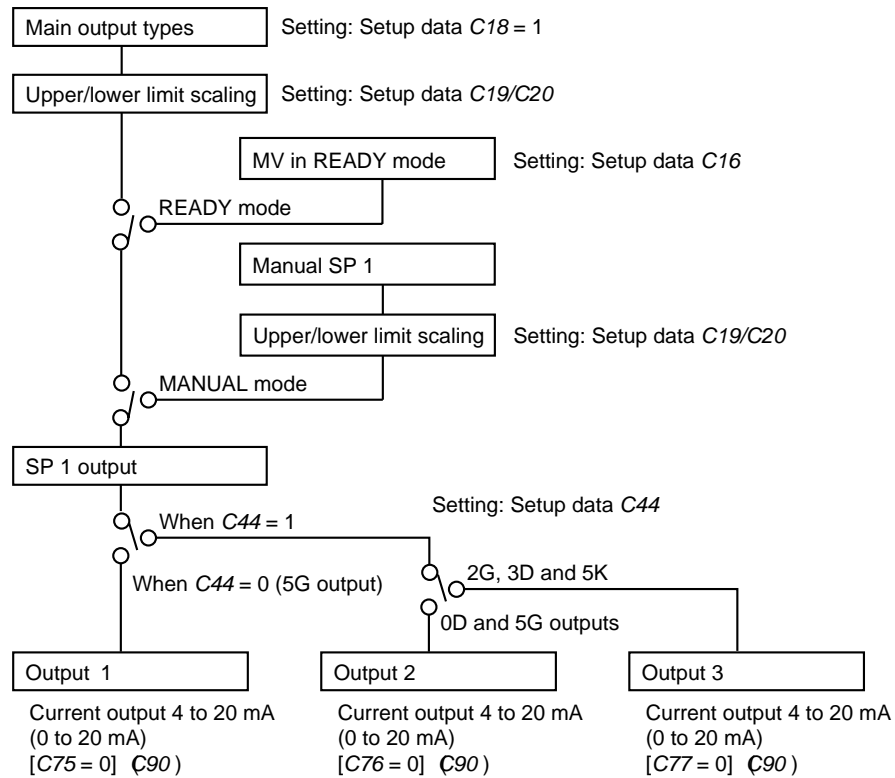 Main output types
Setting: Setup data C18 = 1
Upper/lower limit scaling
Setting: Setup data C19/C20
MV in READY mode
Setting: Setup data C16
READY mode
Manual SP 1
Upper/lower limit scaling
Setting: Setup data C19/C20
MANUAL mode
SP 1 output
Setting: Setup data C44
When C44 = 1
2G, 3D and 5K
When C44 = 0 (5G output)
0D and 5G outputs
Output 1
Output 2
Output 3
Current output 4 to 20 mA
(0 to 20 mA)
[C75 = 0] (C90)
Current output 4 to 20 mA
(0 to 20 mA)
[C76 = 0] (C90)
Current output 4 to 20 mA
(0 to 20 mA)
[C77 = 0] (C90)